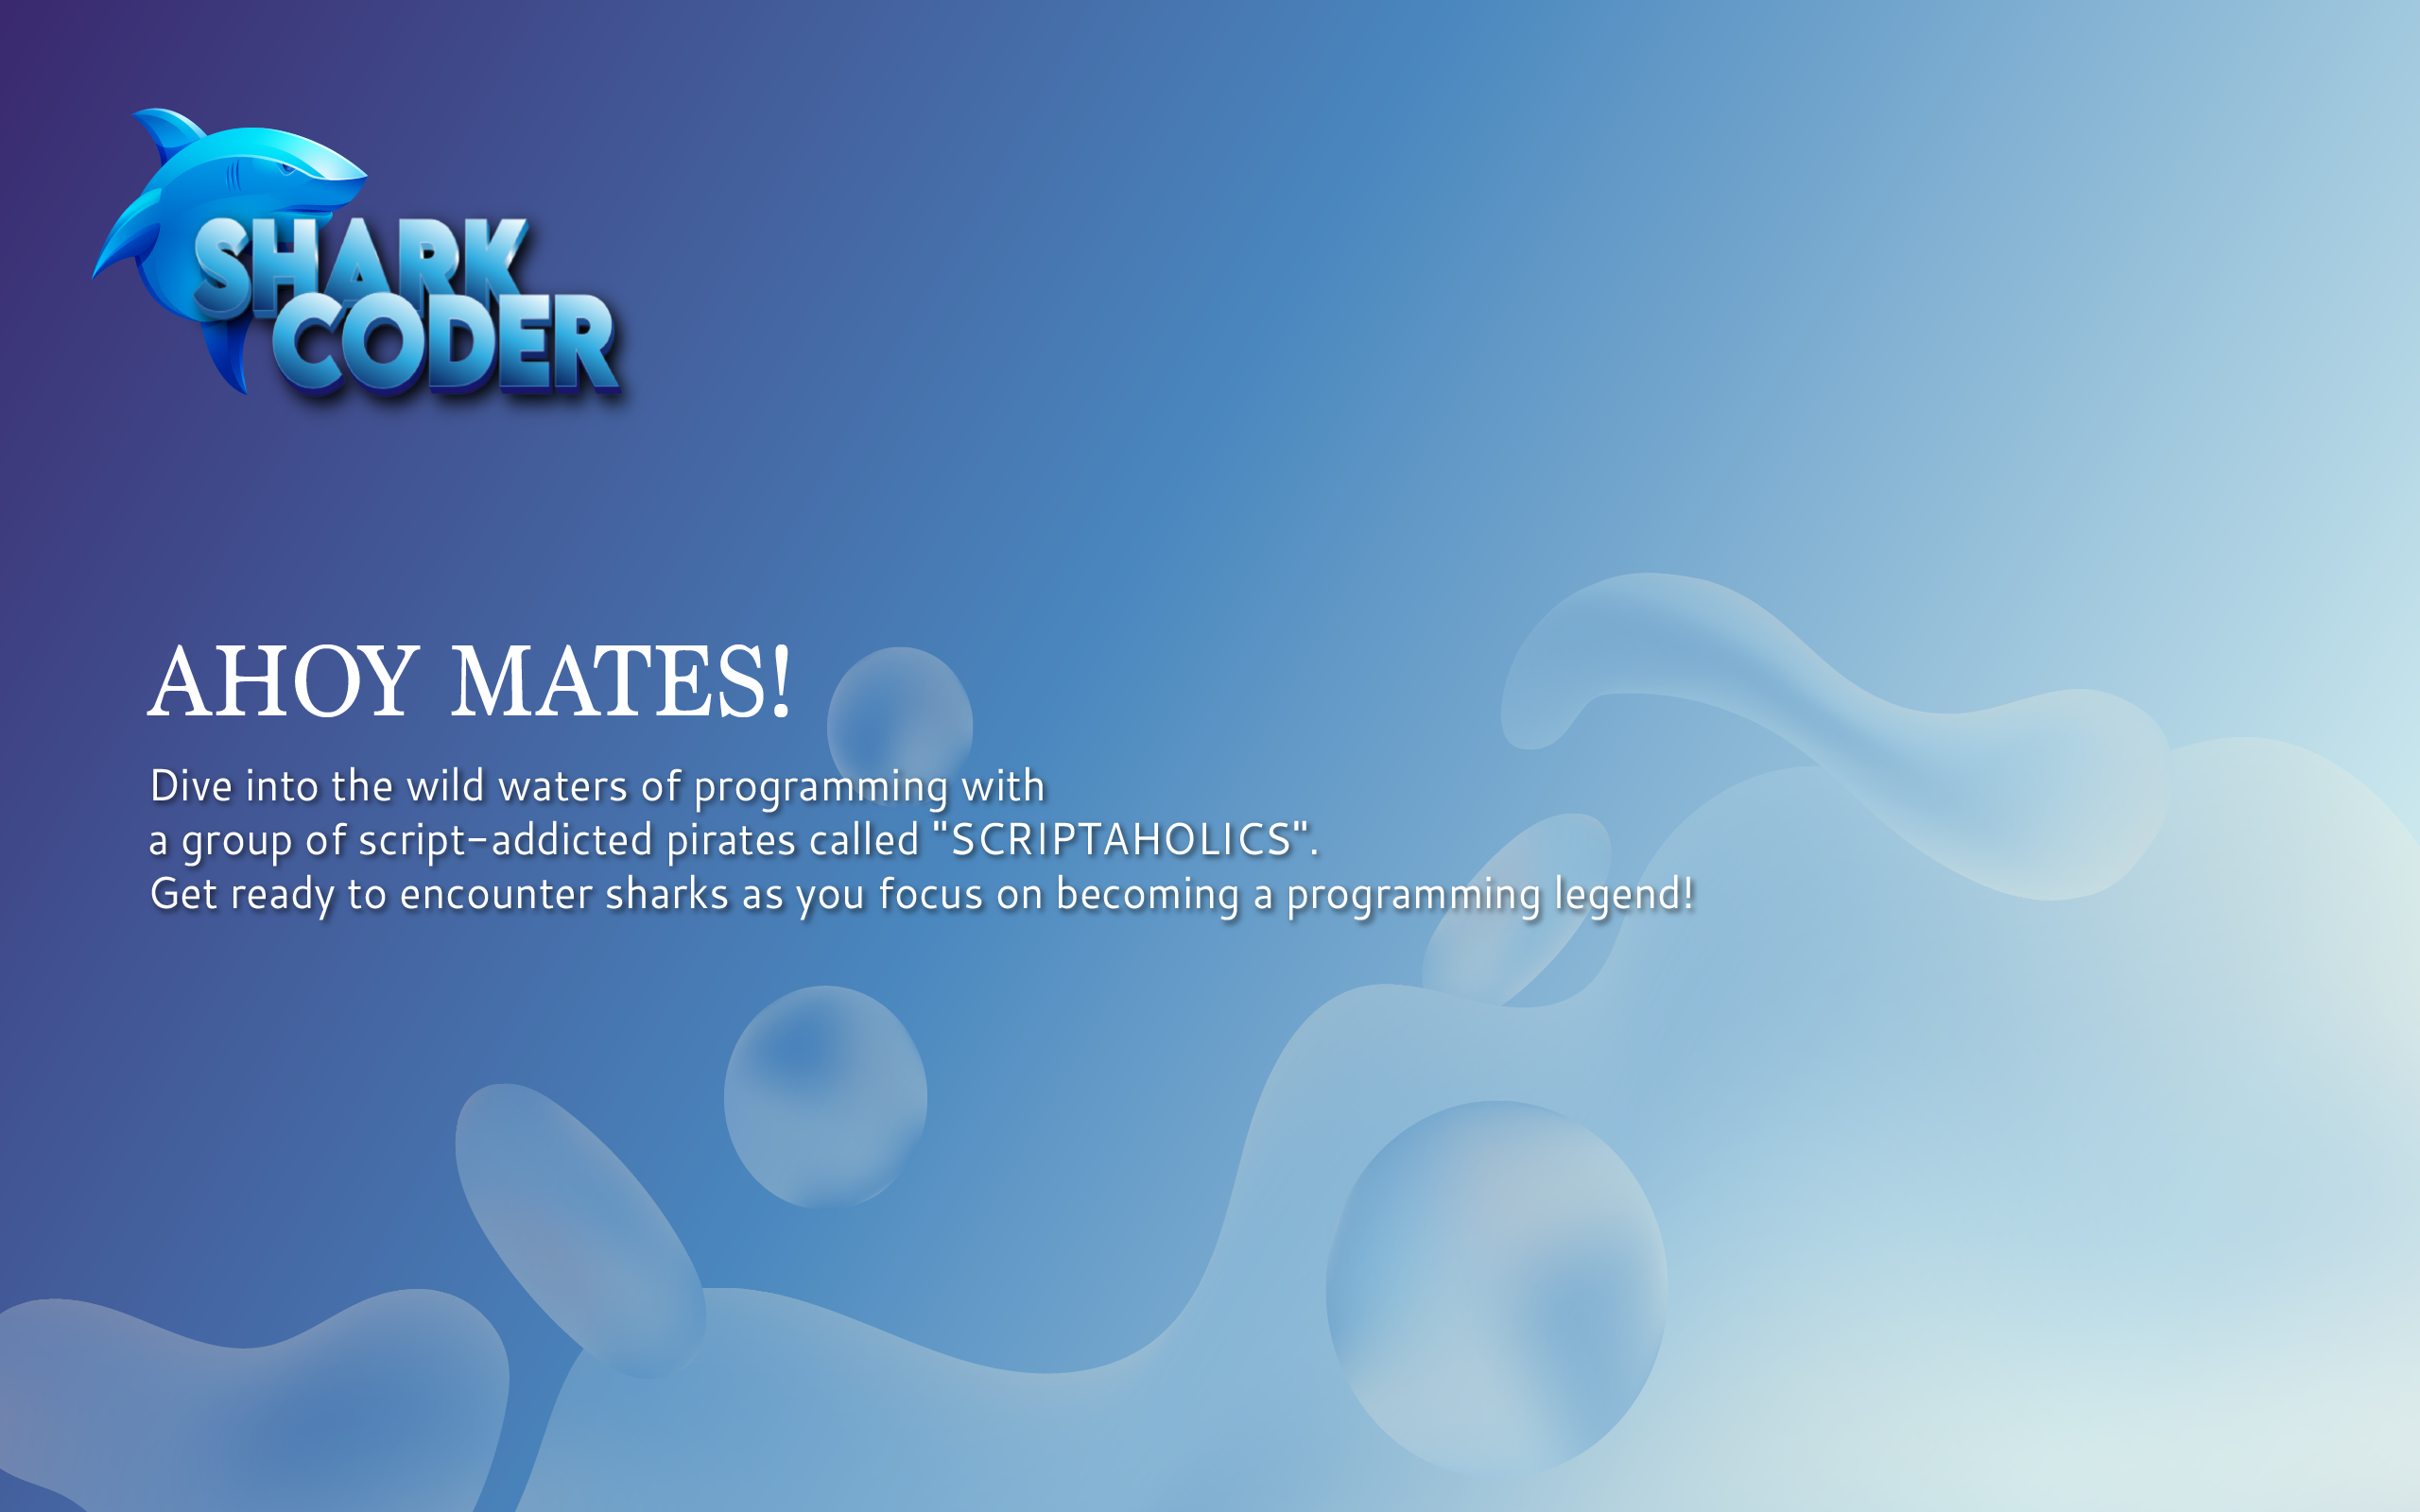 SHARK
CODER
AHOY MATES!
Dive into the wild waters of programming with
a group of script-addicted pirates called "SCRIPTAHOLICS".
Get ready to encounter sharks as you focus on becoming a programming legend!